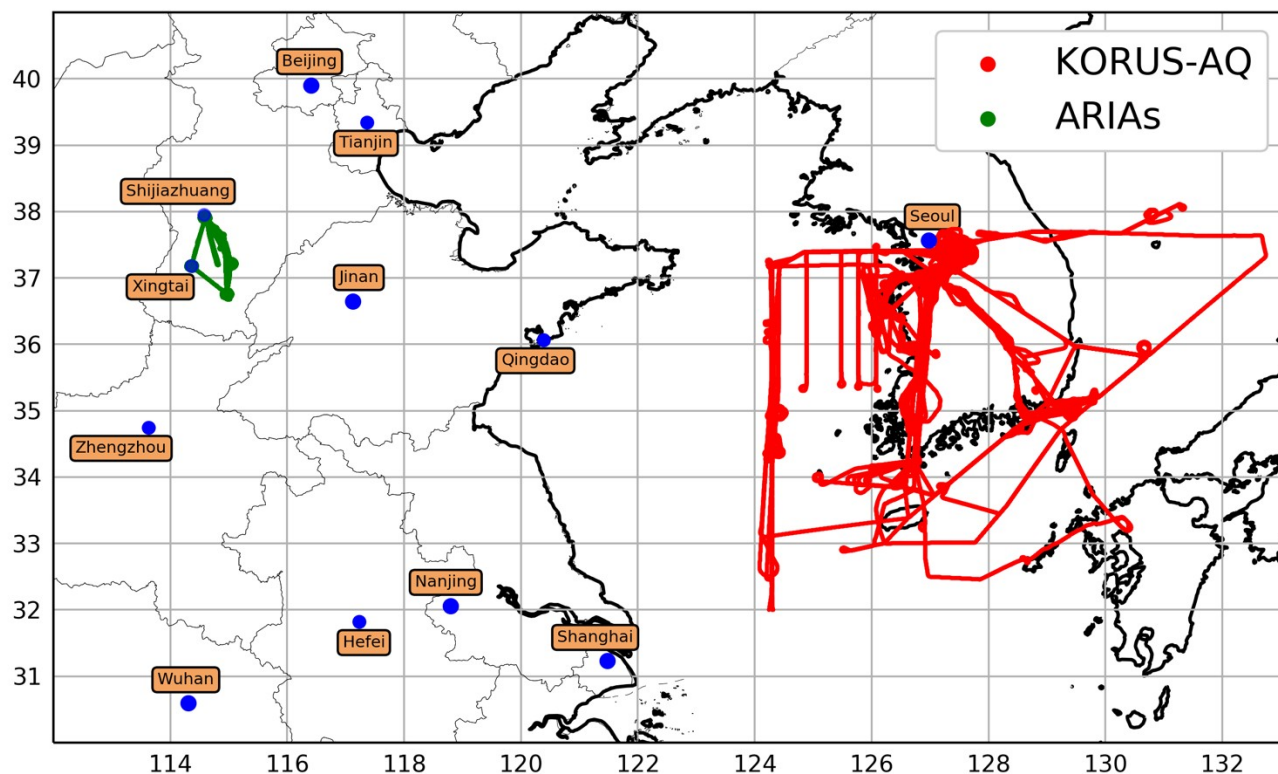 KORUS-AQ
ARIAs
Beijing
Tianjin
Shijiazhuang
Seoul
Xingtai
Jinan
Qingdao
Zhengzhou
Nanjing
Hefei
Shanghai
Wuhan
40
39
38
37
36
35
34
33
32
31
114
116
118
120
122
124
126
128
130
132